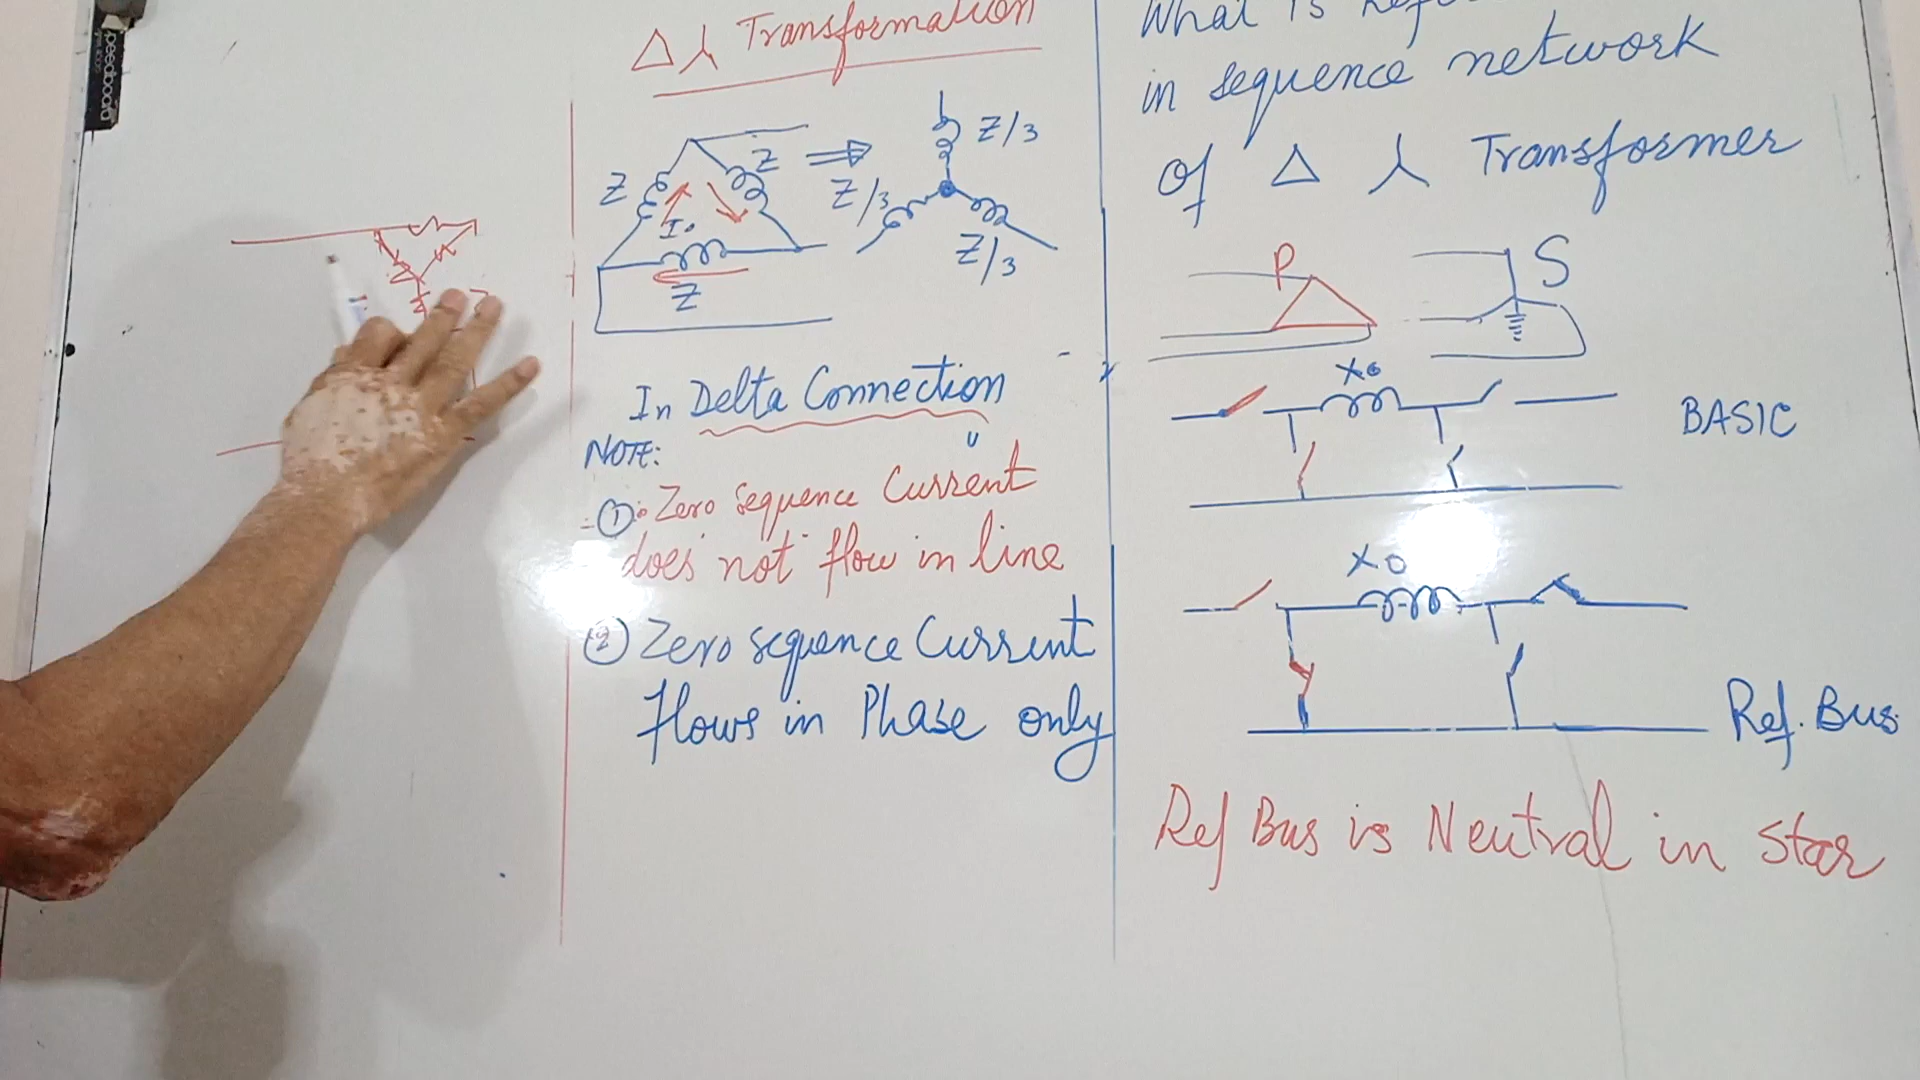 Δ⅄ Transformation
Z
Z
I₀
Z
Z/3
Z/3
Z/3
In Delta Connection
NOTE:
① Zero Sequence Current
does not flow in line
② Zero sequence Current
flows in Phase only
What is
in sequence network
of Δ ⅄ Transformer
P
S
X0
BASIC
X0
Ref. Bus
Ref Bus is Neutral in star